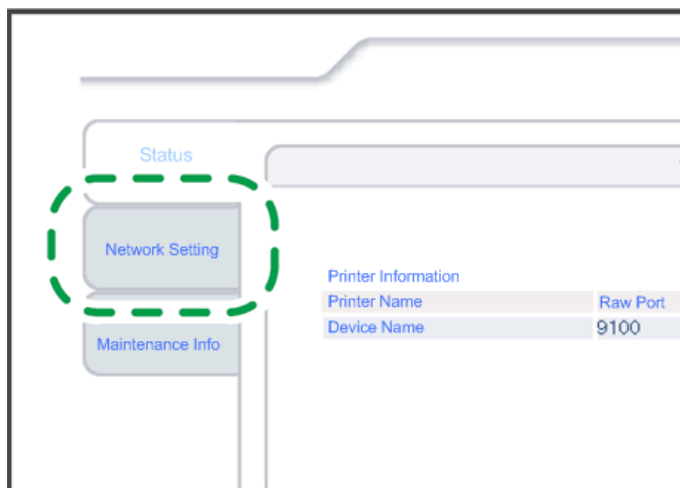 Status
Network Setting
Maintenance Info
Printer Information
Printer Name Raw Port
Device Name 9100